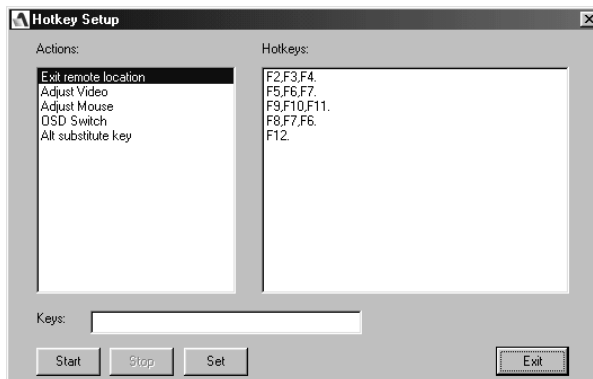 Hotkey Setup
Actions:
Hotkeys:
Exit remote location
Adjust Video
Adjust Mouse
OSD Switch
Alt substitute key
F2,F3,F4.
F5,F6,F7.
F9,F10,F11.
F8,F7,F6.
F12.
Keys:
Start
Stop
Set
Exit